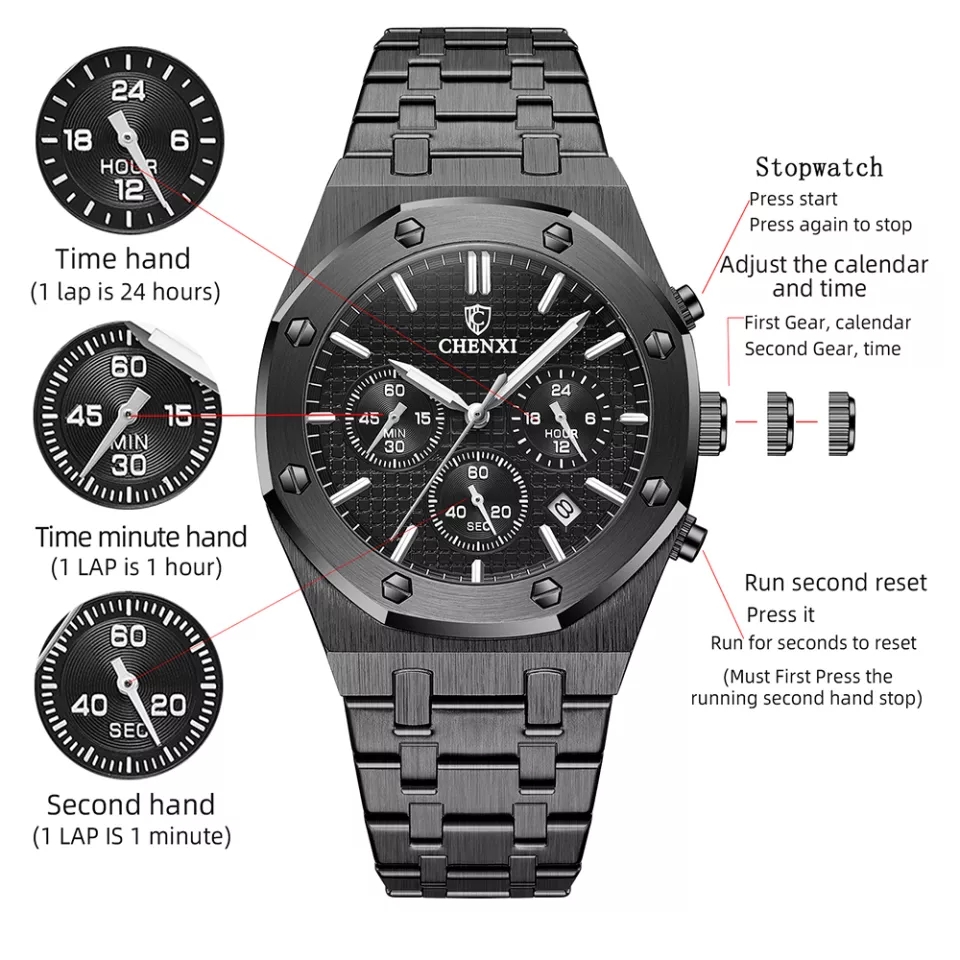 24
18
6
HOUR
12
Time hand
(1 lap is 24 hours)
60
45
15
MIN
30
Time minute hand
(1 LAP is 1 hour)
60
40
20
SEC
Second hand
(1 LAP IS 1 minute)
CHENXI
60
45
15
MIN
30
24
18
6
HOUR
12
60
40
20
SEC
8
Stopwatch
Press start
Press again to stop
Adjust the calendar
and time
First Gear, calendar
Second Gear, time
Run second reset
Press it
Run for seconds to reset
(Must First Press the
running second hand stop)